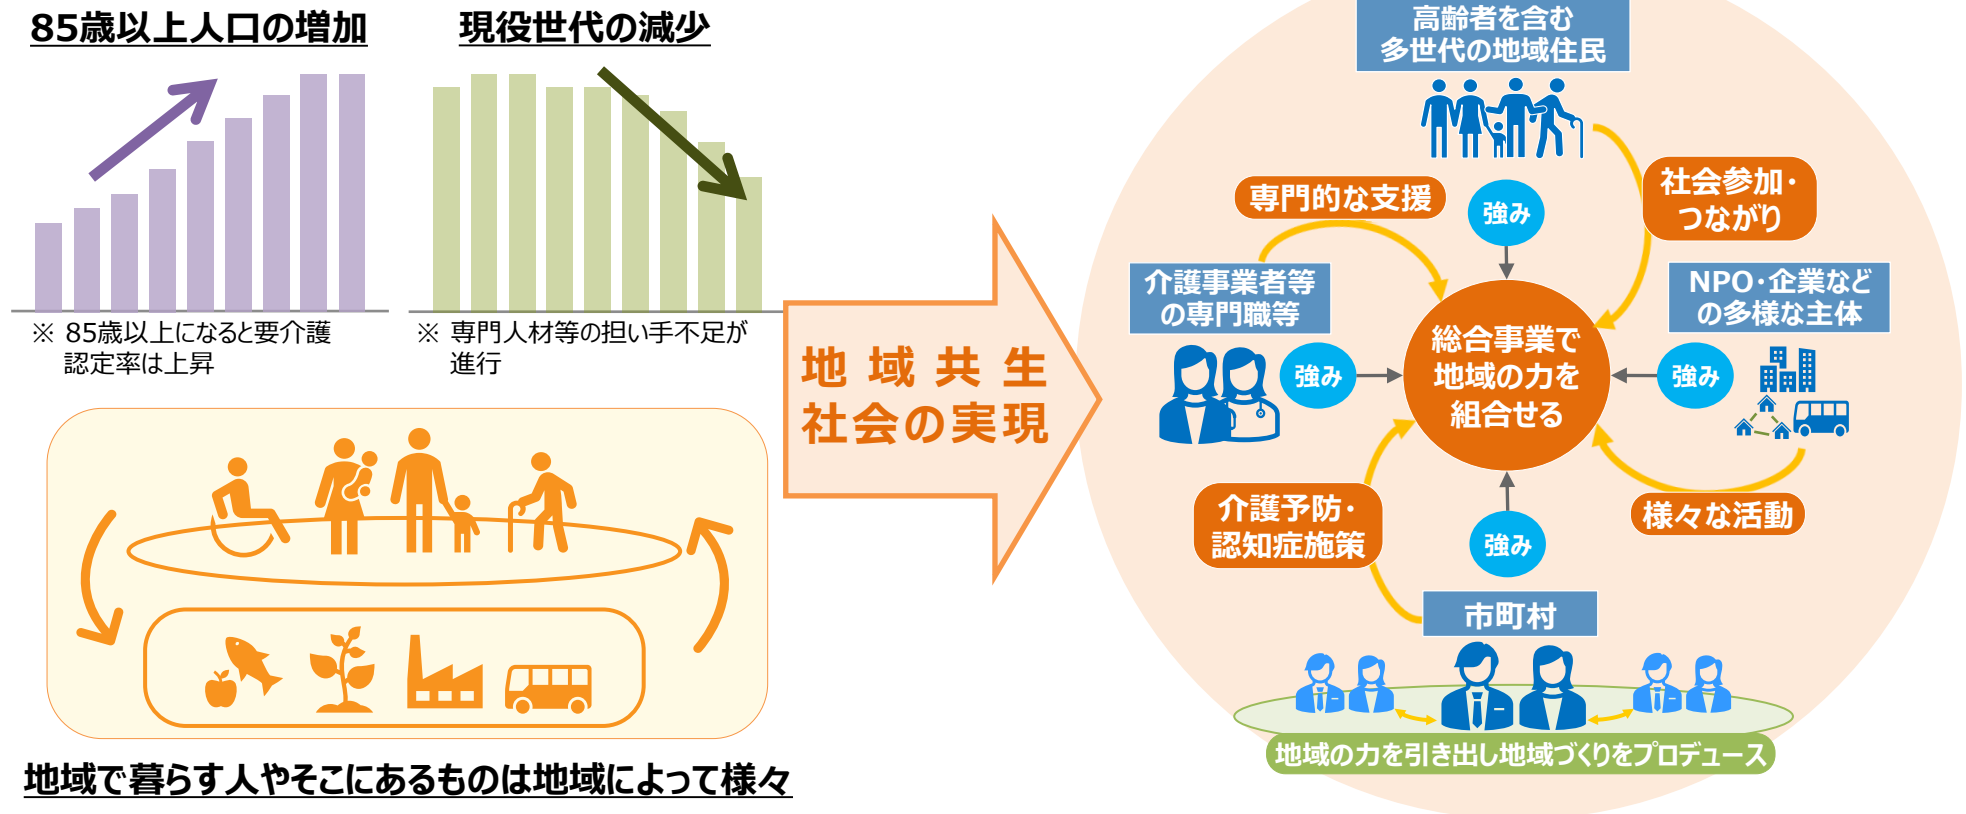 85歳以上人口の増加
現役世代の減少
※ 85歳以上になると要介護
認定率は上昇
※ 専門人材等の担い手不足が
進行
地域で暮らす人やそこにあるものは地域によって様々
地域共生
社会の実現
高齢者を含む
多世代の地域住民
専門的な支援
強み
社会参加・
つながり
介護事業者等
の専門職等
NPO・企業など
の多様な主体
強み
総合事業で
地域の力を
組合せる
強み
介護予防・
認知症施策
強み
様々な活動
市町村
地域の力を引き出し地域づくりをプロデュース